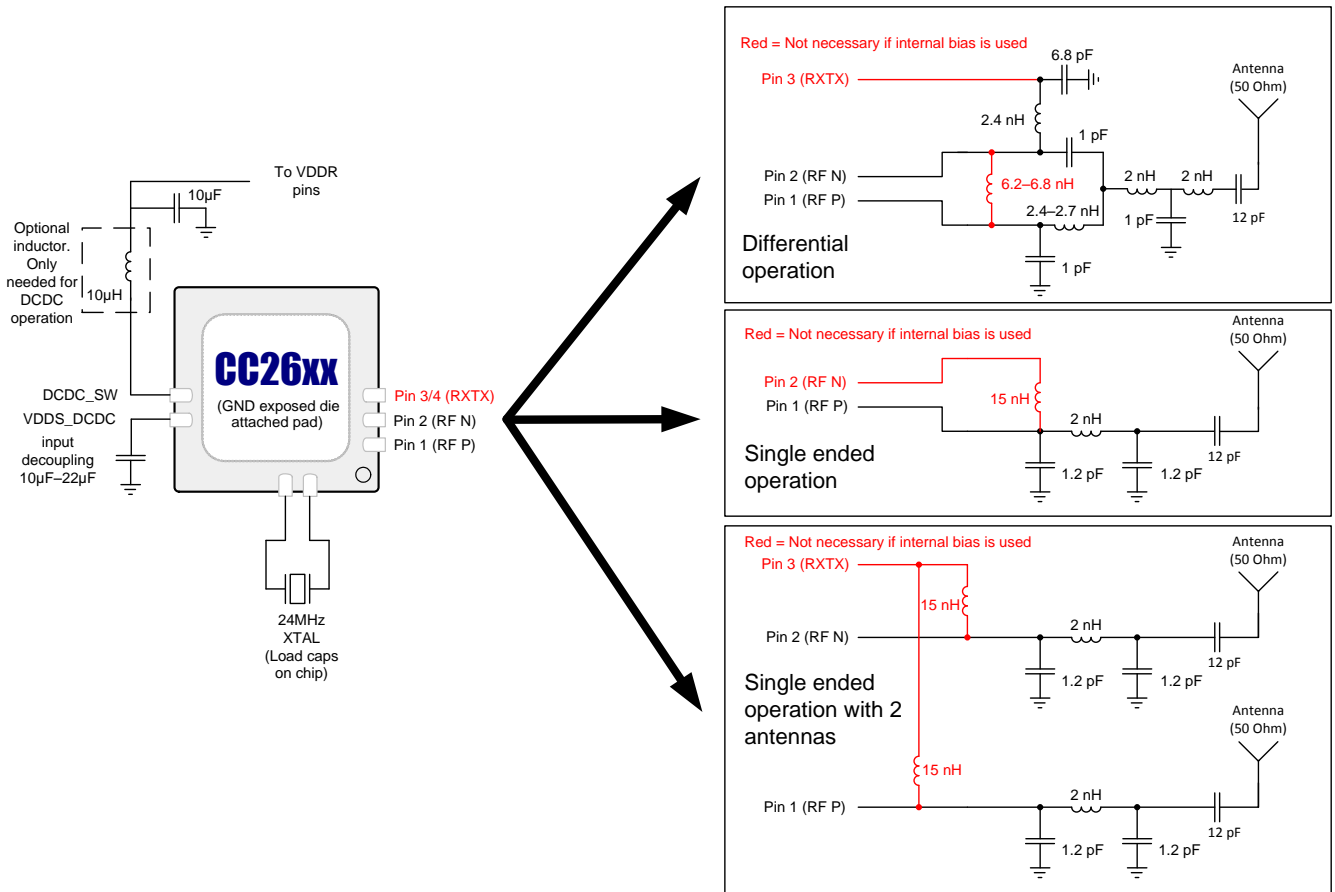 To VDDR
pins
10µF
Optional
inductor.
Only
needed for
DCDC
operation
10µH
CC26xx
(GND exposed die
attached pad)
DCDC_SW
VDDS_DCDC
input
decoupling
10µF–22µF
Pin 3/4 (RXTX)
Pin 2 (RF N)
Pin 1 (RF P)
24MHz
XTAL
(Load caps
on chip)
Red = Not necessary if internal bias is used
Pin 3 (RXTX)
6.8 pF
Antenna
(50 Ohm)
2.4 nH
1 pF
Pin 2 (RF N)
Pin 1 (RF P)
6.2–6.8 nH
2 nH
2 nH
2.4–2.7 nH
1 pF
12 pF
Differential
operation
1 pF
Red = Not necessary if internal bias is used
Antenna
(50 Ohm)
Pin 2 (RF N)
Pin 1 (RF P)
15 nH
2 nH
12 pF
Single ended
operation
1.2 pF
1.2 pF
Red = Not necessary if internal bias is used
Pin 3 (RXTX)
Antenna
(50 Ohm)
15 nH
Pin 2 (RF N)
2 nH
12 pF
1.2 pF
1.2 pF
Single ended
operation with 2
antennas
Antenna
(50 Ohm)
15 nH
Pin 1 (RF P)
2 nH
12 pF
1.2 pF
1.2 pF